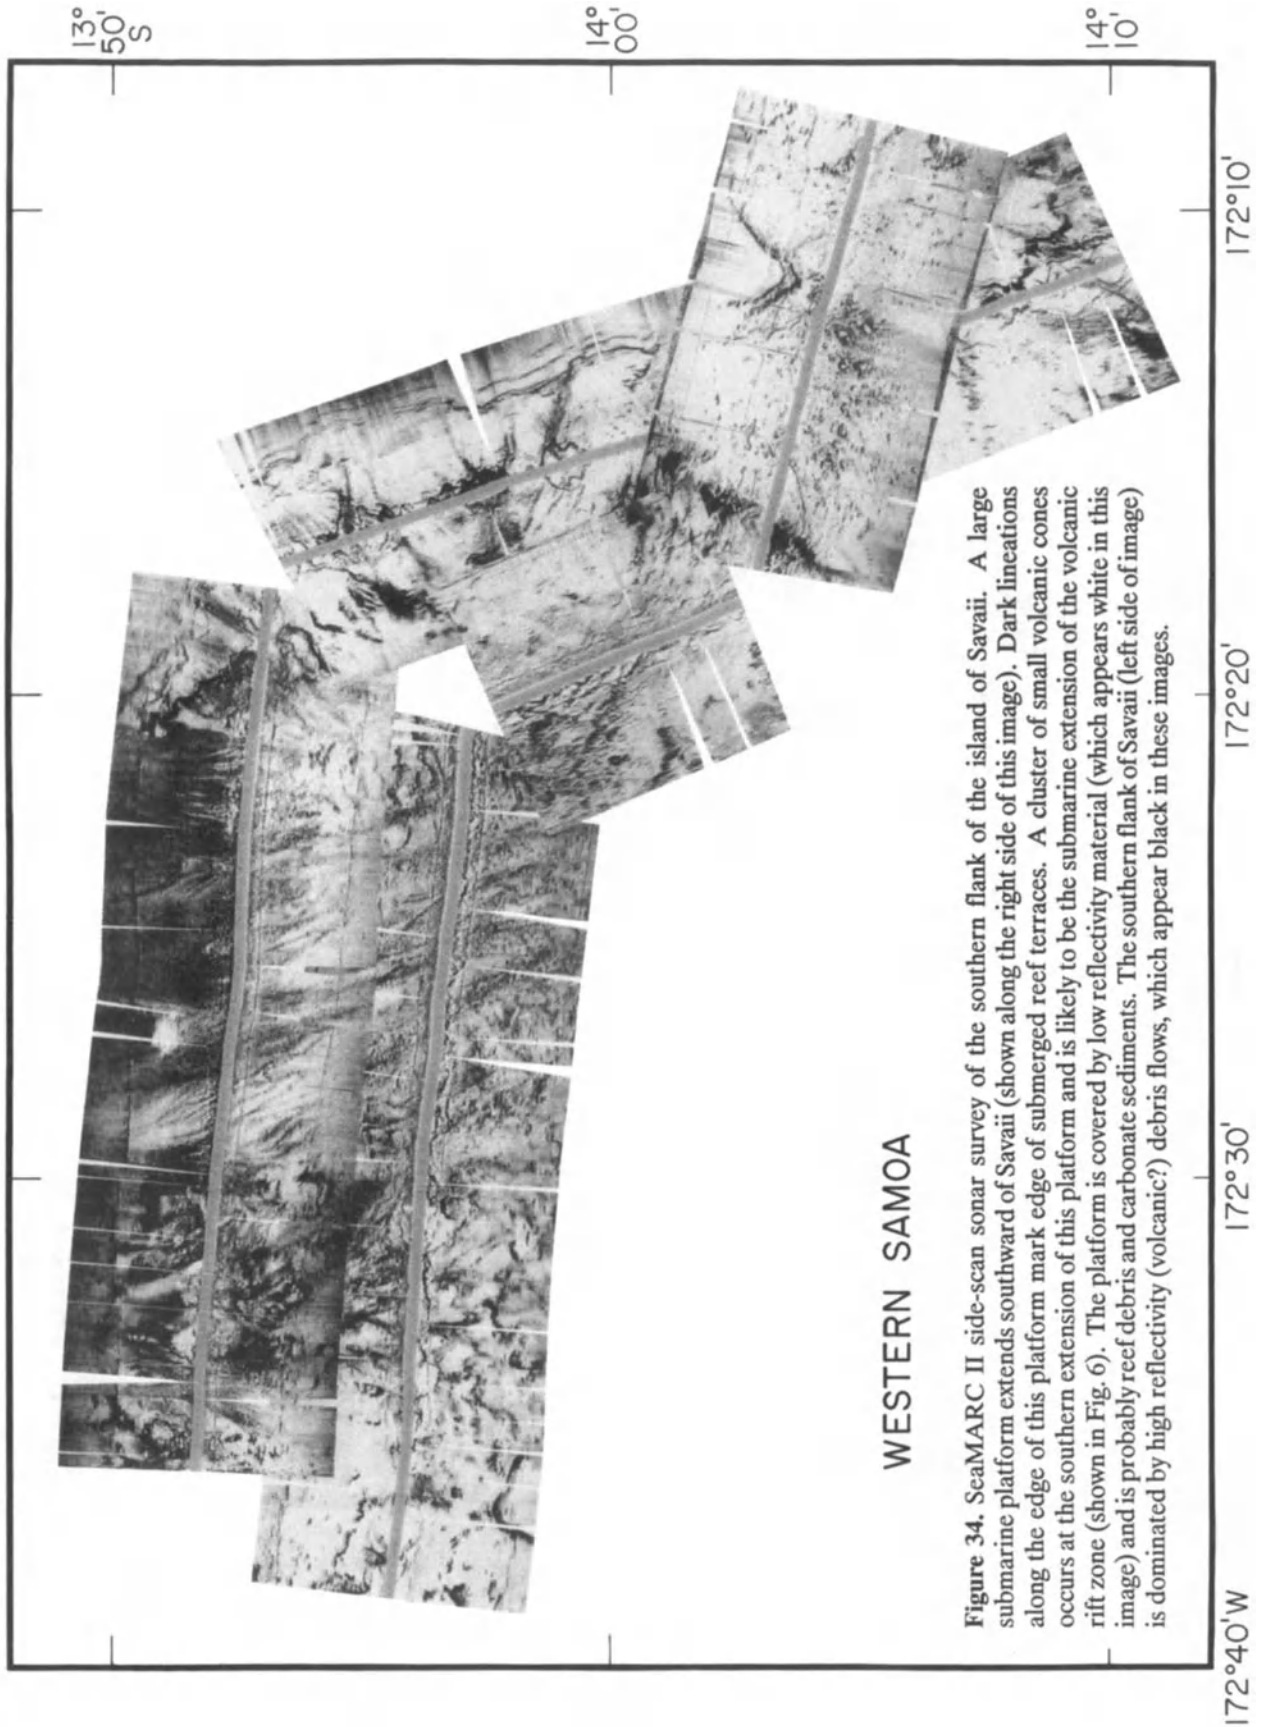 13°
50'
S
14°
00'
14°
10'
172°40'W
172°30'
172°20'
172°10'
WESTERN SAMOA
Figure 34. SeaMARC II side-scan sonar survey of the southern flank of the island of Savaii. A large
submarine platform extends southward of Savaii (shown along the right side of this image). Dark lineations
along the edge of this platform mark edge of submerged reef terraces. A cluster of small volcanic cones
occurs at the southern extension of this platform and is likely to be the submarine extension of the volcanic
rift zone (shown in Fig. 6). The platform is covered by low reflectivity material (which appears white in this
image) and is probably reef debris and carbonate sediments. The southern flank of Savaii (left side of image)
is dominated by high reflectivity (volcanic?) debris flows, which appear black in these images.